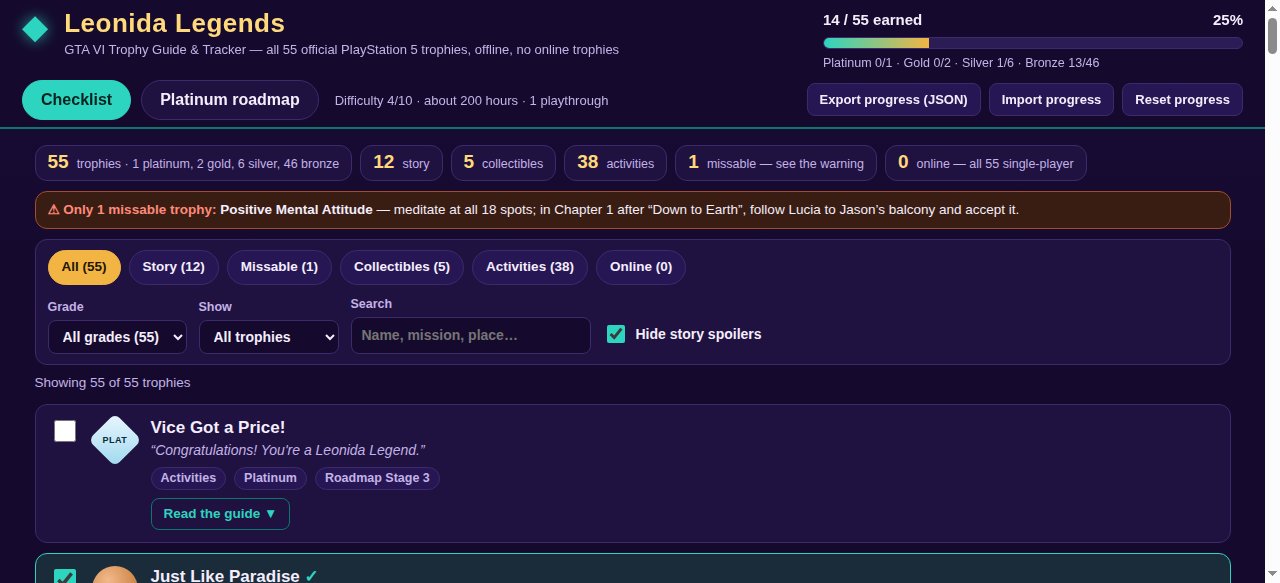 Leonida Legends
GTA VI Trophy Guide & Tracker — all 55 official PlayStation 5 trophies, offline, no online trophies
14 / 55 earned 25%
Platinum 0/1 · Gold 0/2 · Silver 1/6 · Bronze 13/46
Checklist Platinum roadmap Difficulty 4/10 · about 200 hours · 1 playthrough Export progress (JSON) Import progress Reset progress
55 trophies · 1 platinum, 2 gold, 6 silver, 46 bronze 12 story 5 collectibles 38 activities 1 missable — see the warning 0 online — all 55 single-player
⚠ Only 1 missable trophy: Positive Mental Attitude — meditate at all 18 spots; in Chapter 1 after “Down to Earth”, follow Lucia to Jason’s balcony and accept it.
All (55) Story (12) Missable (1) Collectibles (5) Activities (38) Online (0)
Grade Show Search
All grades (55) All trophies Name, mission, place… Hide story spoilers
Showing 55 of 55 trophies
PLAT
Vice Got a Price!
“Congratulations! You’re a Leonida Legend.”
Activities Platinum Roadmap Stage 3
Read the guide ▼
Just Like Paradise ✓